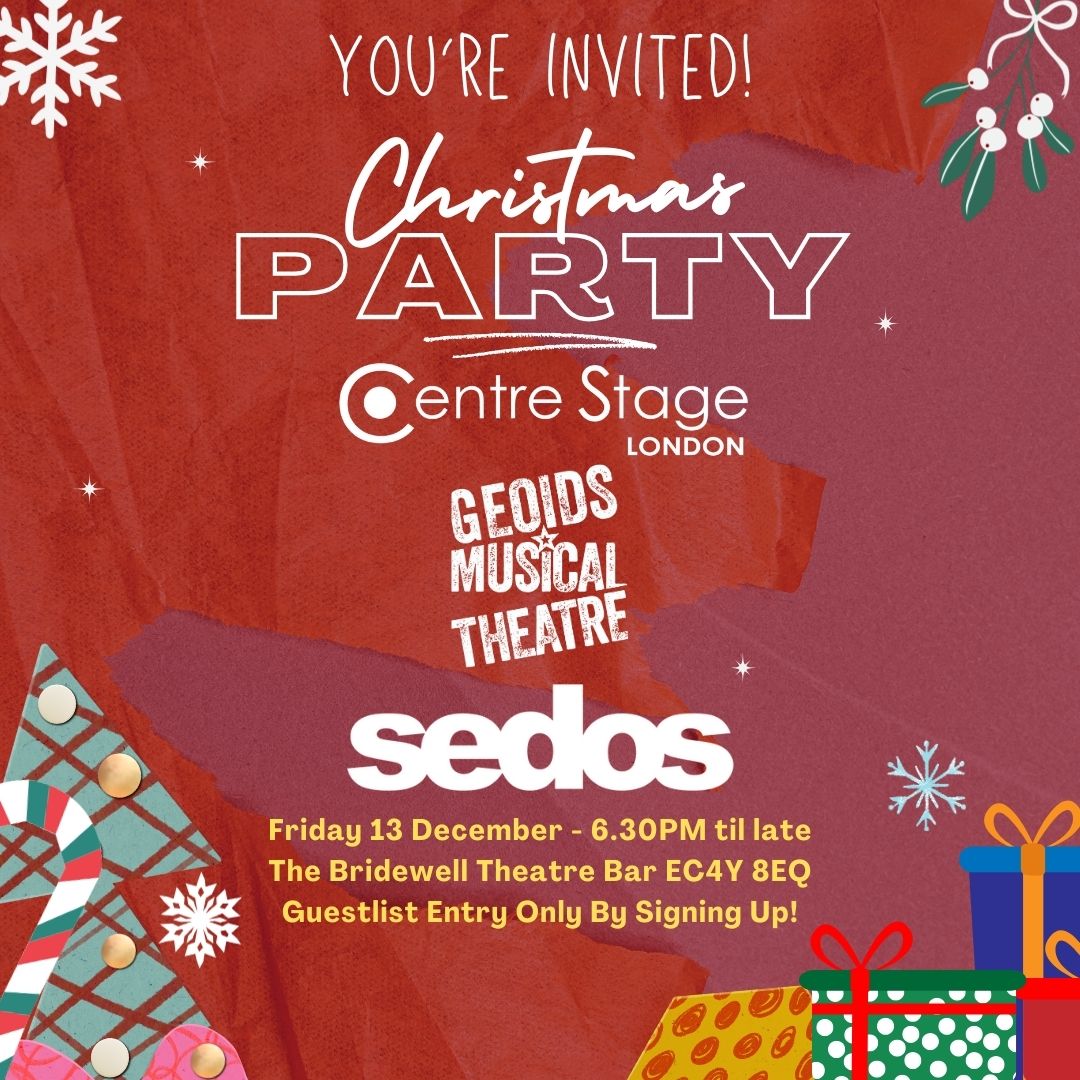 YOU'RE INVITED!
Christmas
PARTY
Centre Stage
LONDON
GEOIDS
MUSICAL
THEATRE
sedos
Friday 13 December - 6.30PM til late
The Bridewell Theatre Bar EC4Y 8EQ
Guestlist Entry Only By Signing Up!